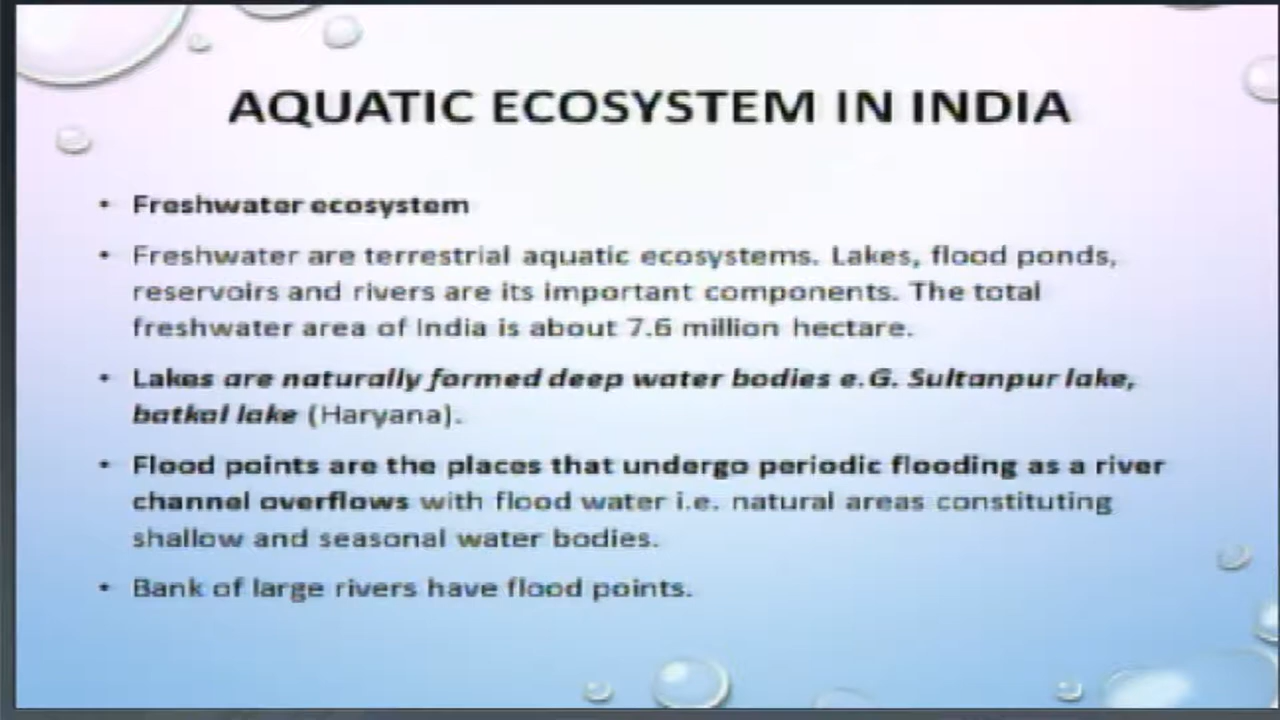 AQUATIC ECOSYSTEM IN INDIA
• Freshwater ecosystem
• Freshwater are terrestrial aquatic ecosystems. Lakes, flood ponds,
reservoirs and rivers are its important components. The total
freshwater area of India is about 7.6 million hectare.
• Lakes are naturally formed deep water bodies e.G. Sultanpur lake,
batkal lake (Haryana).
• Flood points are the places that undergo periodic flooding as a river
channel overflows with flood water i.e. natural areas constituting
shallow and seasonal water bodies.
• Bank of large rivers have flood points.